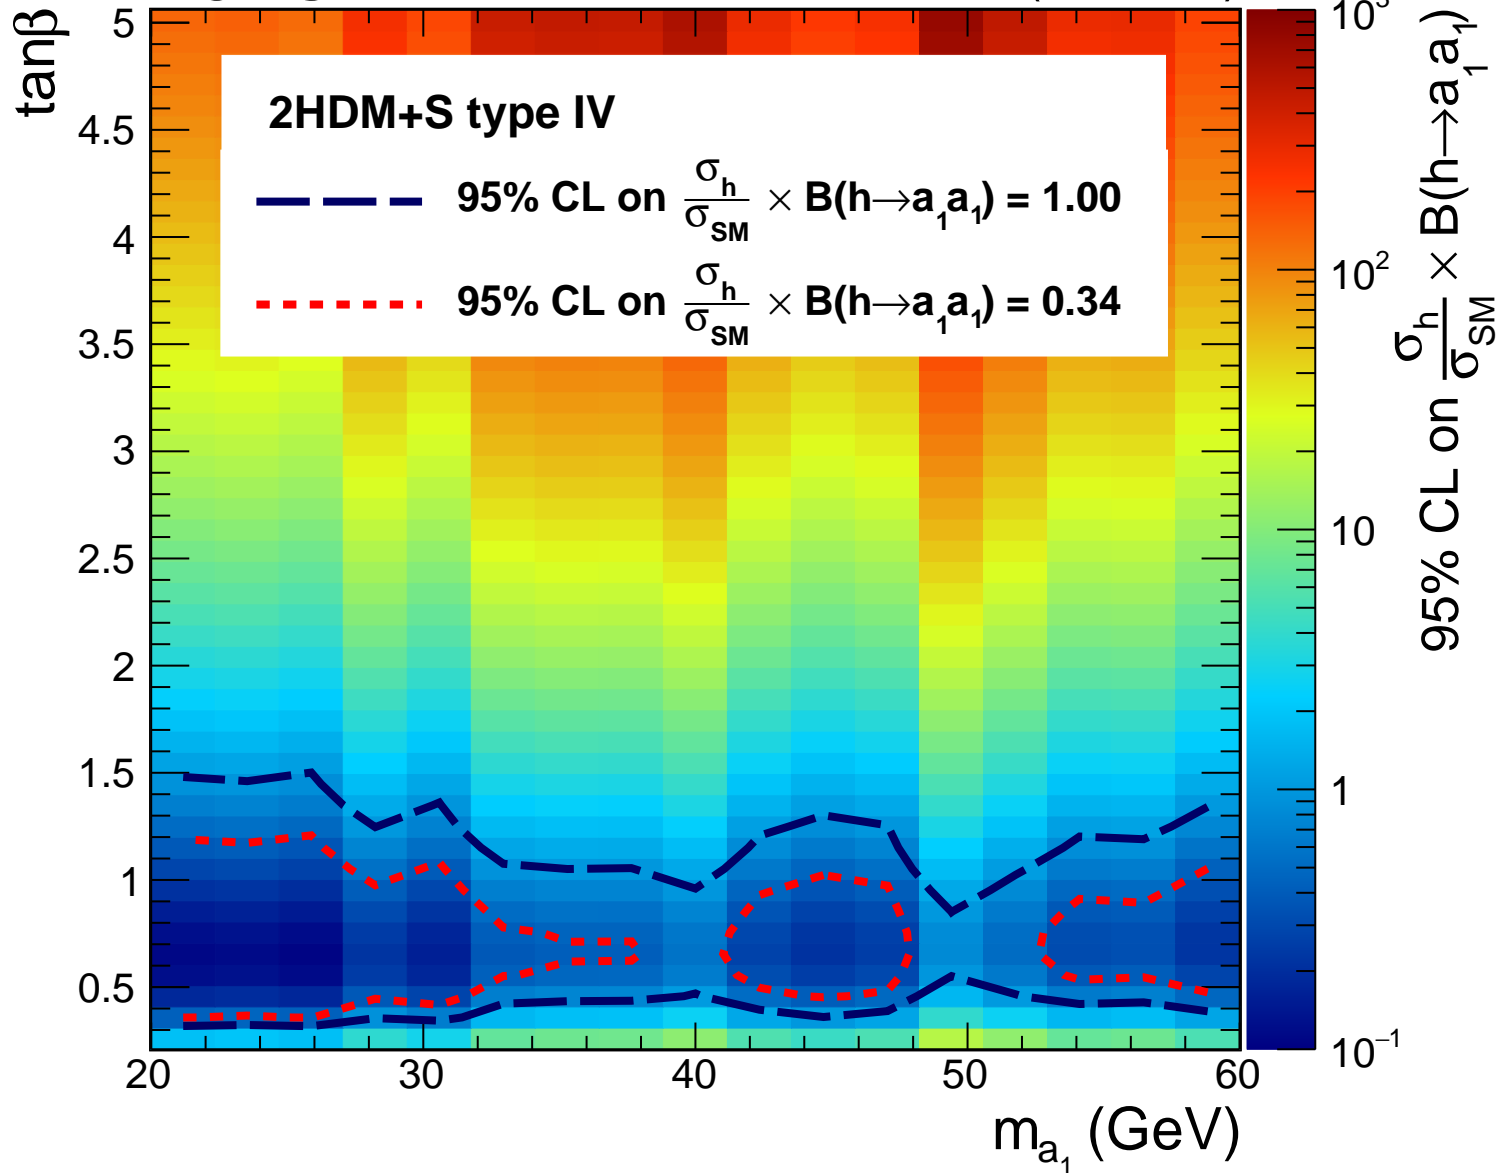 tanβ
5
4.5
4
3.5
3
2.5
2
1.5
1
0.5
2HDM+S type IV
95% CL on σh/σSM × B(h→a1a1) = 1.00
95% CL on σh/σSM × B(h→a1a1) = 0.34
20 30 40 50 60
ma1 (GeV)
10³
10²
10
1
10⁻¹
95% CL on σh/σSM × B(h→a1a1)